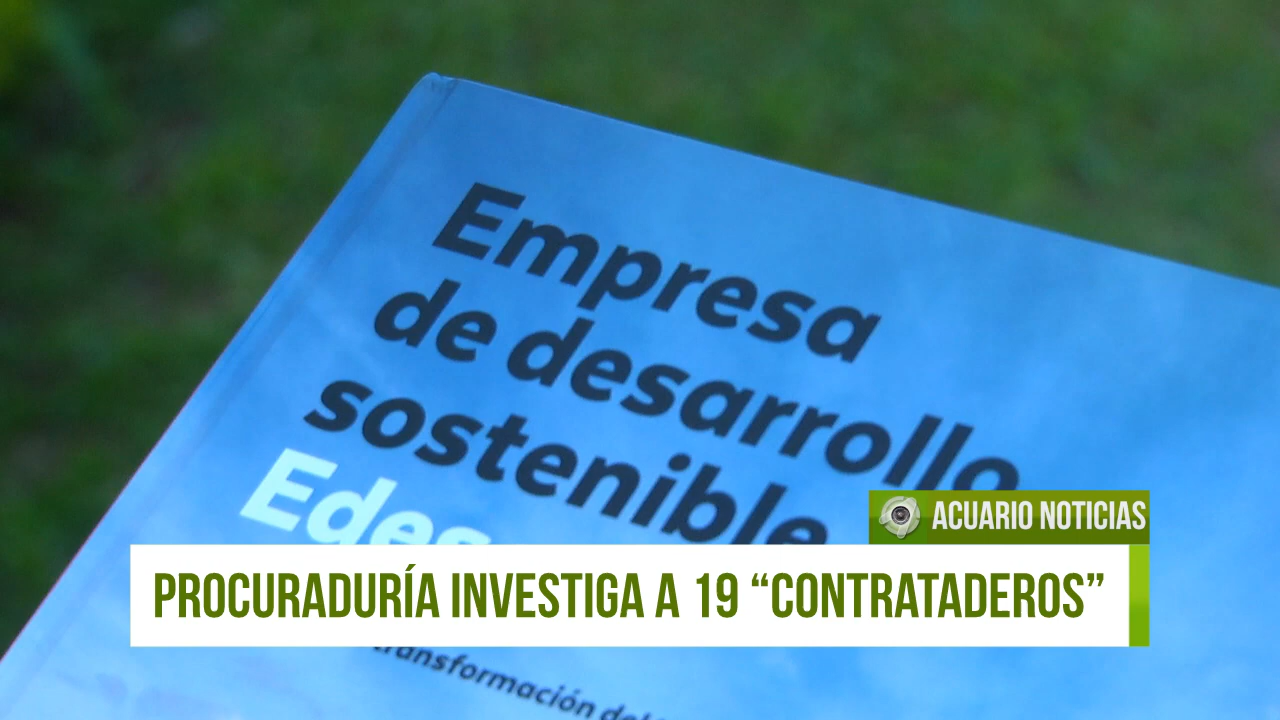 Empresa
de desarrollo
sostenible
ACUARIO NOTICIAS
PROCURADURÍA INVESTIGA A 19 “CONTRATADEROS”